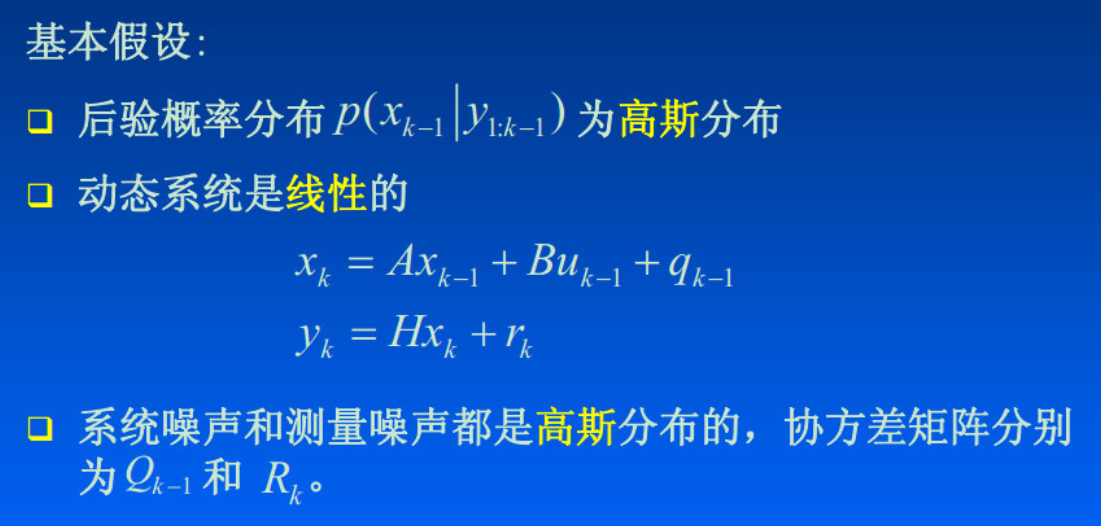 基本假设:
❑ 后验概率分布 p(x_{k-1}|y_{1:k-1}) 为高斯分布
❑ 动态系统是线性的
x_k = Ax_{k-1} + Bu_{k-1} + q_{k-1}
y_k = Hx_k + r_k
❑ 系统噪声和测量噪声都是高斯分布的，协方差矩阵分别
为 Q_{k-1} 和 R_k。